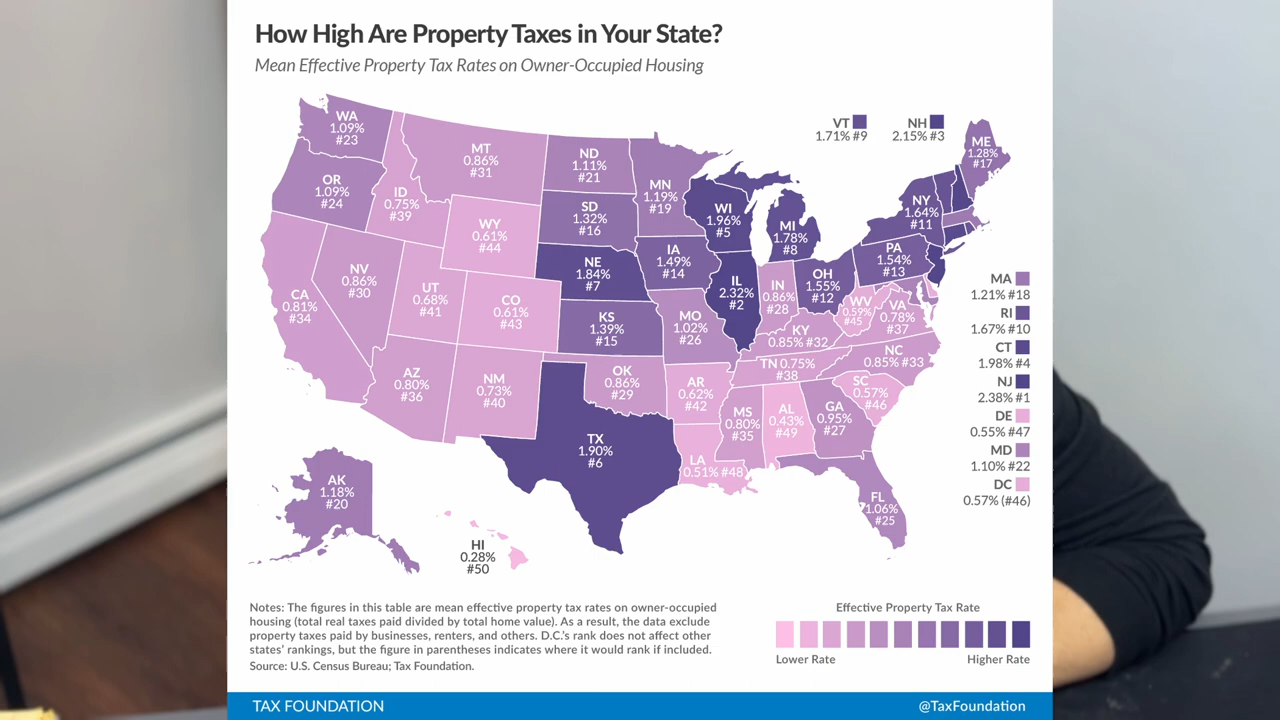 How High Are Property Taxes in Your State?
Mean Effective Property Tax Rates on Owner-Occupied Housing
WA
1.09%
#23
OR
1.09%
#24
CA
0.81%
#34
ID
0.75%
#39
NV
0.86%
#30
MT
0.86%
#31
WY
0.61%
#44
UT
0.68%
#41
CO
0.61%
#43
AZ
0.80%
#36
NM
0.73%
#40
ND
1.11%
#21
SD
1.32%
#16
NE
1.84%
#7
KS
1.39%
#15
OK
0.86%
#29
TX
1.90%
#6
MN
1.19%
#19
IA
1.49%
#14
MO
1.02%
#26
AR
0.62%
#42
LA
0.51% #48
WI
1.96%
#5
IL
2.32%
#2
MI
1.78%
#8
IN
0.86%
#28
OH
1.55%
#12
KY
0.85% #32
TN 0.75%
#38
MS
0.80%
#35
AL
0.43%
#49
GA
0.95%
#27
FL
1.06%
#25
SC
0.57%
#46
NC
0.85% #33
VA
0.78%
#37
WV
0.59%
#45
PA
1.54%
#13
NY
1.64%
#11
VT
1.71% #9
NH
2.15% #3
ME
1.28%
#17
MA
1.21% #18
RI
1.67% #10
CT
1.98% #4
NJ
2.38% #1
DE
0.55% #47
MD
1.10% #22
DC
0.57% (#46)
AK
1.18%
#20
HI
0.28%
#50
Notes: The figures in this table are mean effective property tax rates on owner-occupied
housing (total real taxes paid divided by total home value). As a result, the data exclude
property taxes paid by businesses, renters, and others. D.C.'s rank does not affect other
states' rankings, but the figure in parentheses indicates where it would rank if included.
Source: U.S. Census Bureau; Tax Foundation.
Effective Property Tax Rate
Lower Rate
Higher Rate
TAX FOUNDATION
@TaxFoundation